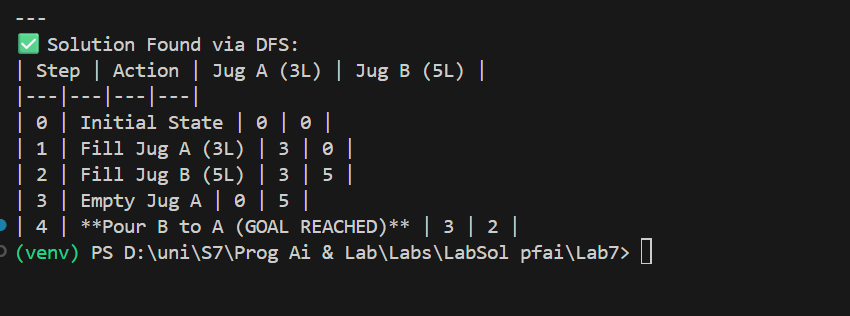 ---
✅ Solution Found via DFS:
| Step | Action | Jug A (3L) | Jug B (5L) |
|---|---|---|---|
| 0 | Initial State | 0 | 0 |
| 1 | Fill Jug A (3L) | 3 | 0 |
| 2 | Fill Jug B (5L) | 3 | 5 |
| 3 | Empty Jug A | 0 | 5 |
| 4 | **Pour B to A (GOAL REACHED)** | 3 | 2 |
(venv) PS D:\uni\S7\Prog Ai & Lab\Labs\LabSol pfai\Lab7>